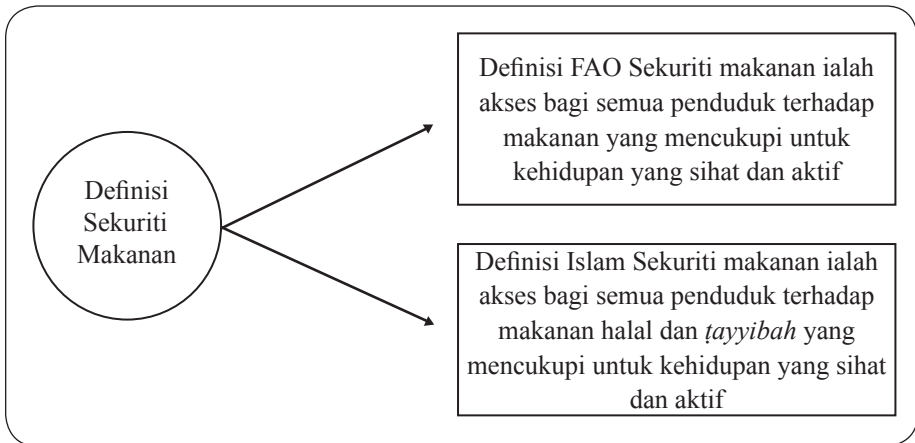 Definisi
Sekuriti
Makanan
Definisi FAO Sekuriti makanan ialah
akses bagi semua penduduk terhadap
makanan yang mencukupi untuk
kehidupan yang sihat dan aktif
Definisi Islam Sekuriti makanan ialah
akses bagi semua penduduk terhadap
makanan halal dan ṭayyibah yang
mencukupi untuk kehidupan yang sihat
dan aktif